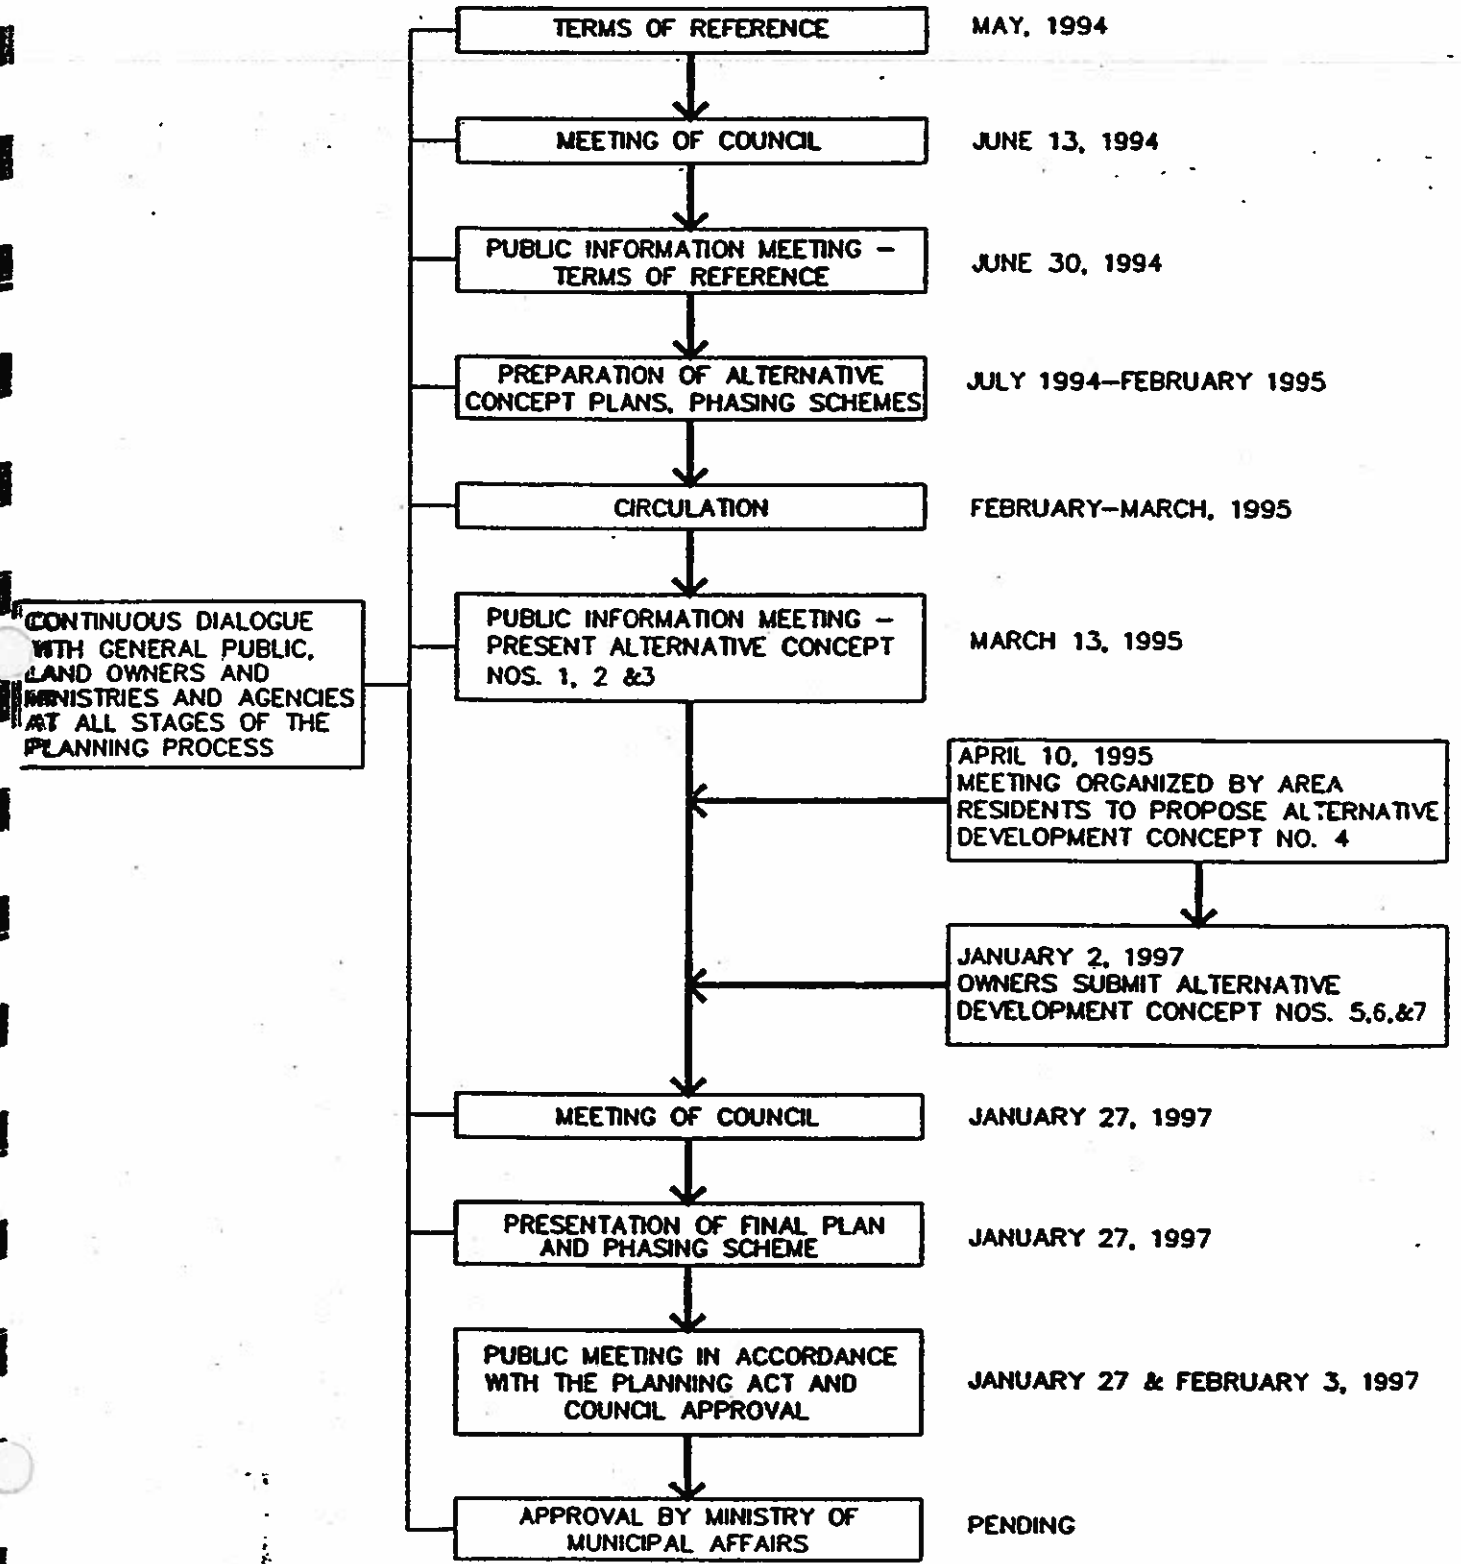 TERMS OF REFERENCE
MAY, 1994
MEETING OF COUNCIL
JUNE 13, 1994
PUBLIC INFORMATION MEETING –
TERMS OF REFERENCE
JUNE 30, 1994
PREPARATION OF ALTERNATIVE
CONCEPT PLANS, PHASING SCHEMES
JULY 1994–FEBRUARY 1995
CIRCULATION
FEBRUARY–MARCH, 1995
CONTINUOUS DIALOGUE
WITH GENERAL PUBLIC,
LAND OWNERS AND
MINISTRIES AND AGENCIES
AT ALL STAGES OF THE
PLANNING PROCESS
PUBLIC INFORMATION MEETING –
PRESENT ALTERNATIVE CONCEPT
NOS. 1, 2 &3
MARCH 13, 1995
APRIL 10, 1995
MEETING ORGANIZED BY AREA
RESIDENTS TO PROPOSE ALTERNATIVE
DEVELOPMENT CONCEPT NO. 4
JANUARY 2, 1997
OWNERS SUBMIT ALTERNATIVE
DEVELOPMENT CONCEPT NOS. 5,6,&7
MEETING OF COUNCIL
JANUARY 27, 1997
PRESENTATION OF FINAL PLAN
AND PHASING SCHEME
JANUARY 27, 1997
PUBLIC MEETING IN ACCORDANCE
WITH THE PLANNING ACT AND
COUNCIL APPROVAL
JANUARY 27 & FEBRUARY 3, 1997
APPROVAL BY MINISTRY OF
MUNICIPAL AFFAIRS
PENDING